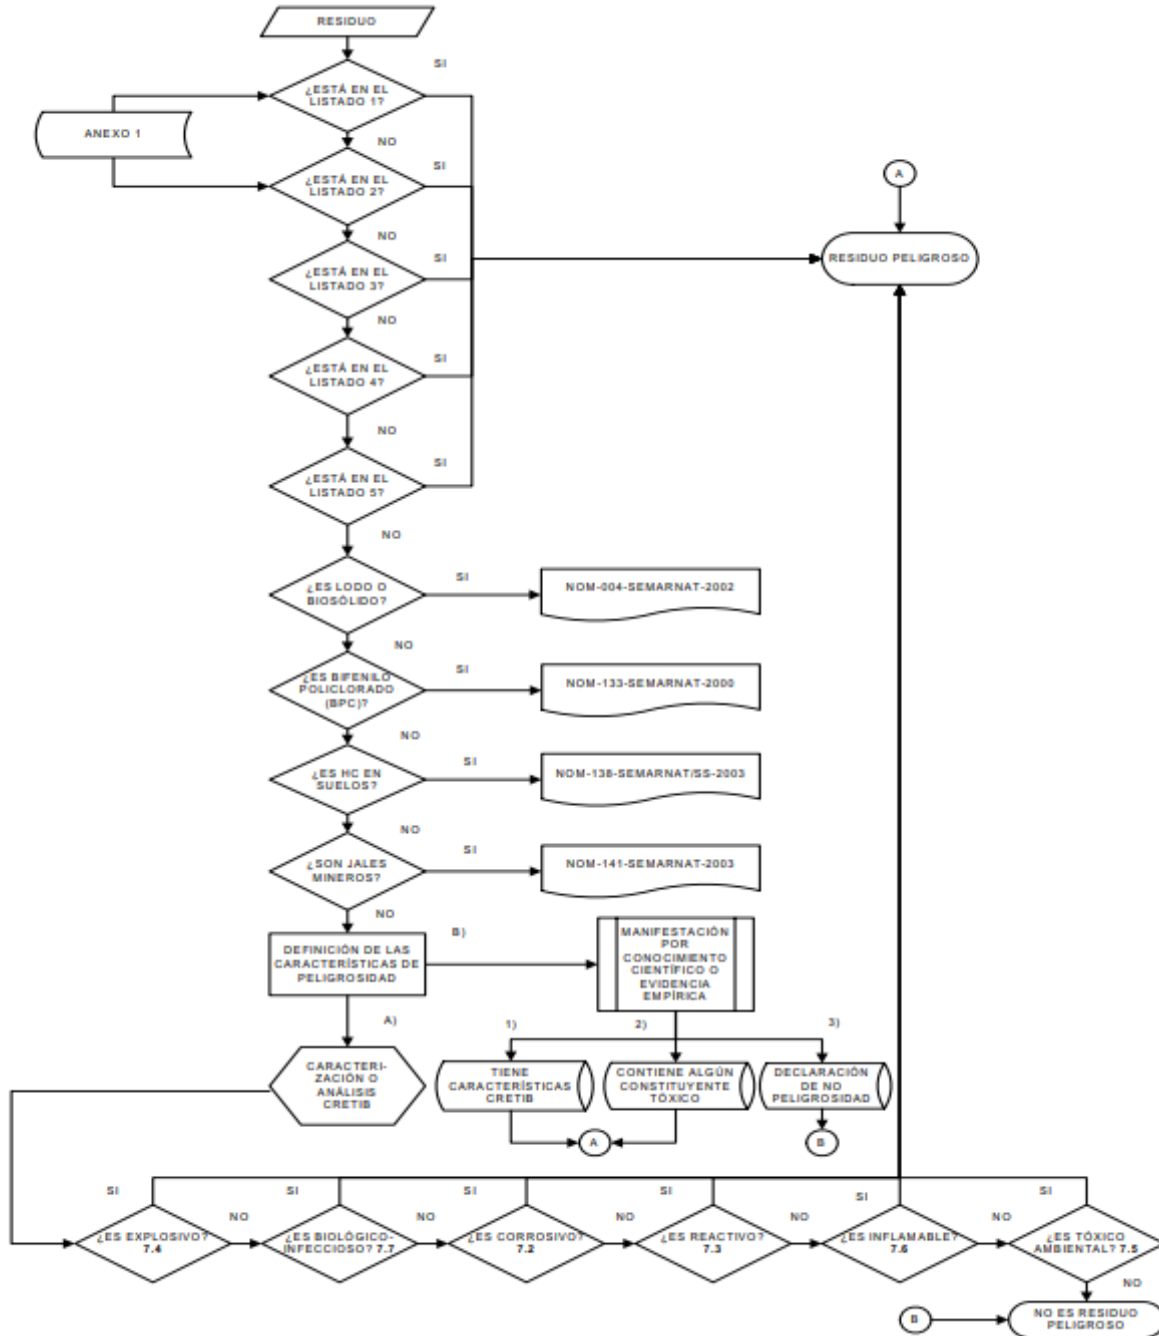 RESIDUO
SI
¿ESTÁ EN EL
LISTADO 1?
ANEXO 1
NO
SI
¿ESTÁ EN EL
LISTADO 2?
A
NO
SI
RESIDUO PELIGROSO
¿ESTÁ EN EL
LISTADO 3?
NO
SI
¿ESTÁ EN EL
LISTADO 4?
NO
SI
¿ESTÁ EN EL
LISTADO 5?
NO
¿ES LODO O
BIOSÓLIDO?
SI
NOM-004-SEMARNAT-2002
NO
¿ES BIFENILO
POLICLORADO
(BPC)?
SI
NOM-133-SEMARNAT-2000
NO
¿ES HC EN
SUELOS?
SI
NOM-138-SEMARNAT/SS-2003
NO
¿SON JALES
MINEROS?
SI
NOM-141-SEMARNAT-2003
NO
DEFINICIÓN DE LAS
CARACTERÍSTICAS DE
PELIGROSIDAD
B)
MANIFESTACIÓN
POR
CONOCIMIENTO
CIENTÍFICO O
EVIDENCIA
EMPÍRICA
A)
1)
2)
3)
CARACTERI-
ZACIÓN O
ANÁLISIS
CRETIB
TIENE
CARACTERÍSTICAS
CRETIB
CONTIENE ALGÚN
CONSTITUYENTE
TÓXICO
DECLARACIÓN
DE NO
PELIGROSIDAD
A
B
SI
SI
SI
SI
SI
SI
¿ES EXPLOSIVO?
7.4
NO
¿ES BIOLÓGICO-
INFECCIOSO? 7.7
NO
¿ES CORROSIVO?
7.2
NO
¿ES REACTIVO?
7.3
NO
¿ES INFLAMABLE?
7.6
NO
¿ES TÓXICO
AMBIENTAL? 7.5
NO
B
NO ES RESIDUO
PELIGROSO